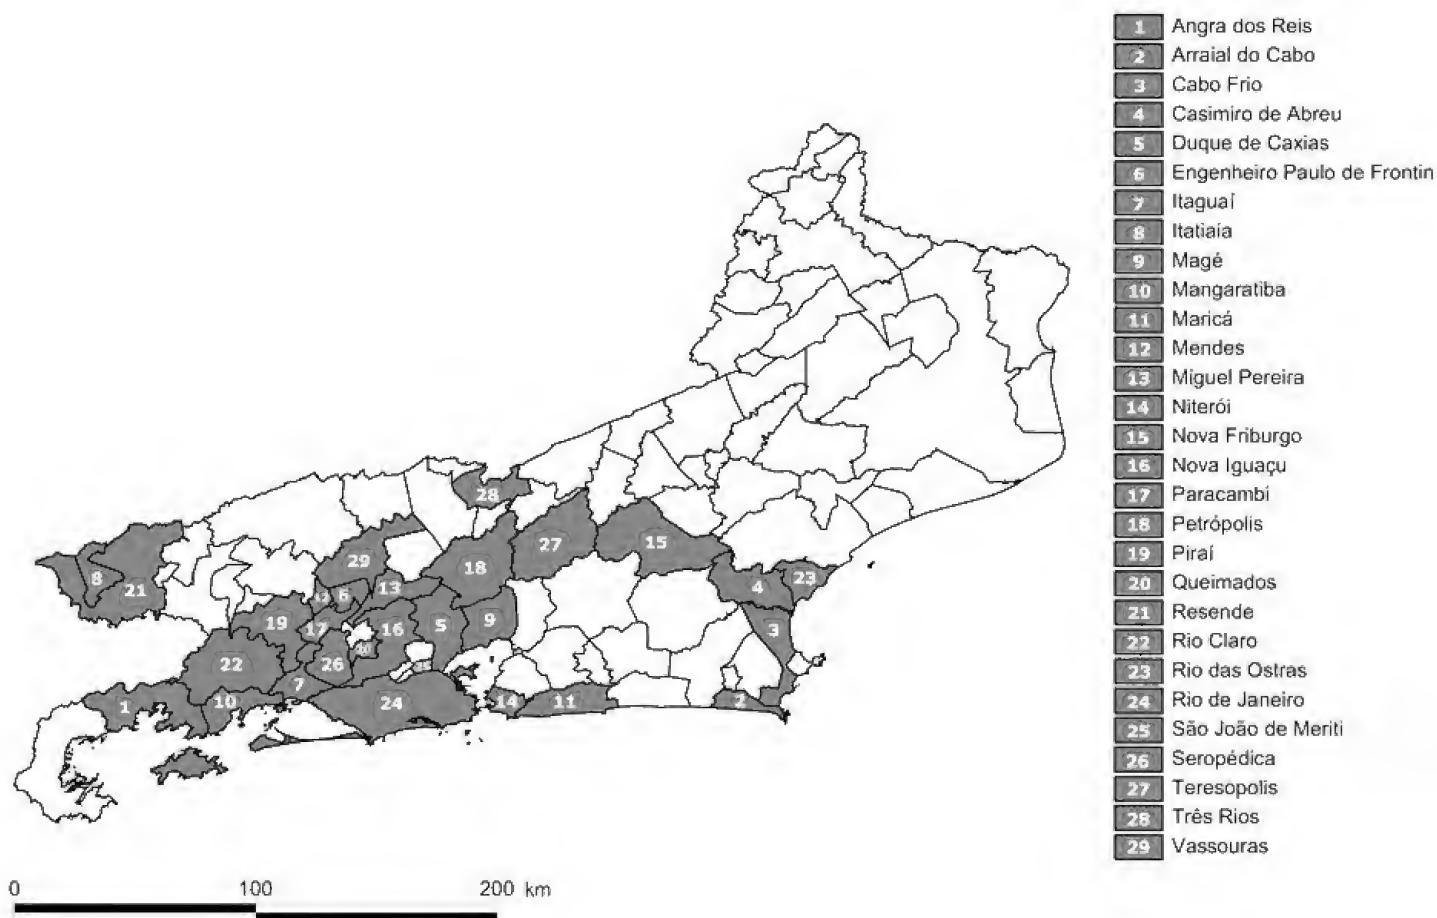 1 Angra dos Reis
2 Arraial do Cabo
3 Cabo Frio
4 Casimiro de Abreu
5 Duque de Caxias
6 Engenheiro Paulo de Frontin
7 Itaguaí
8 Itatiaía
9 Magé
10 Mangaratiba
11 Maricá
12 Mendes
13 Miguel Pereira
14 Niterói
15 Nova Friburgo
16 Nova Iguaçu
17 Paracambí
18 Petrópolis
19 Piraí
20 Queimados
21 Resende
22 Rio Claro
23 Rio das Ostras
24 Rio de Janeiro
25 São João de Meriti
26 Seropédica
27 Teresopolis
28 Três Rios
29 Vassouras
28
27
15
29
18
8
21
13
6
4
23
19
17
16
5
9
3
22
26
7
1
10
24
14
11
2
0 100 200 km